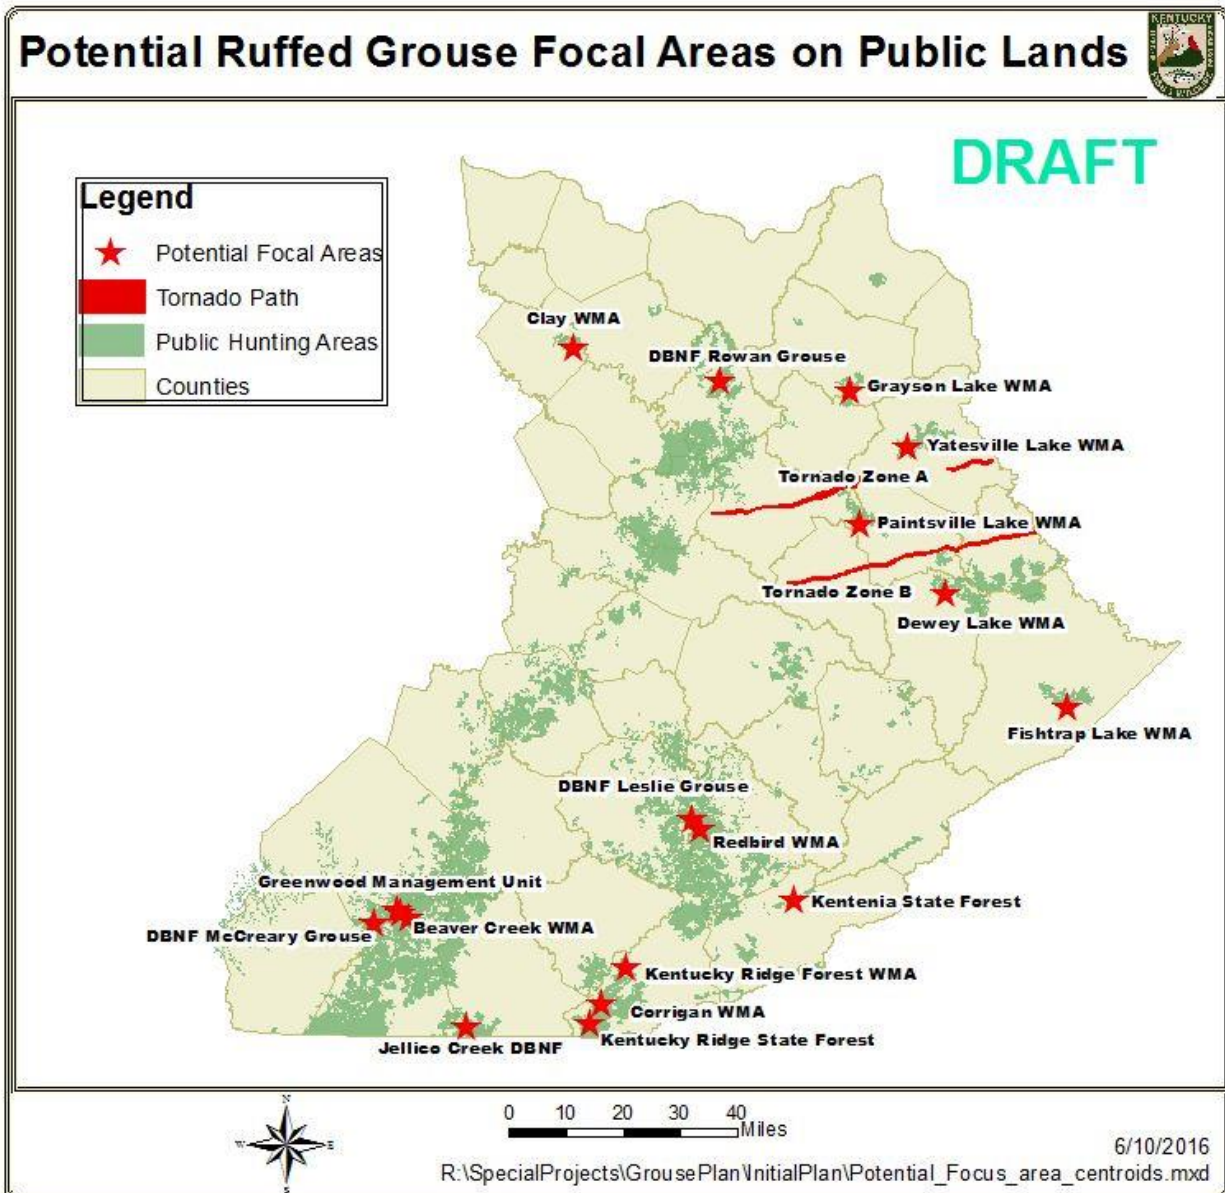 Potential Ruffed Grouse Focal Areas on Public Lands
KENTUCKY
DRAFT
Legend
Potential Focal Areas
Tornado Path
Public Hunting Areas
Counties
Clay WMA
DBNF Rowan Grouse
Grayson Lake WMA
Yatesville Lake WMA
Tornado Zone A
Paintsville Lake WMA
Tornado Zone B
Dewey Lake WMA
Fishtrap Lake WMA
DBNF Leslie Grouse
Redbird WMA
Greenwood Management Unit
Kentenia State Forest
DBNF McCreary Grouse
Beaver Creek WMA
Kentucky Ridge Forest WMA
Corrigan WMA
Kentucky Ridge State Forest
Jellico Creek DBNF
N
W
E
S
0 10 20 30 40
Miles
6/10/2016
R:\SpecialProjects\GrousePlan\InitialPlan\Potential_Focus_area_centroids.mxd